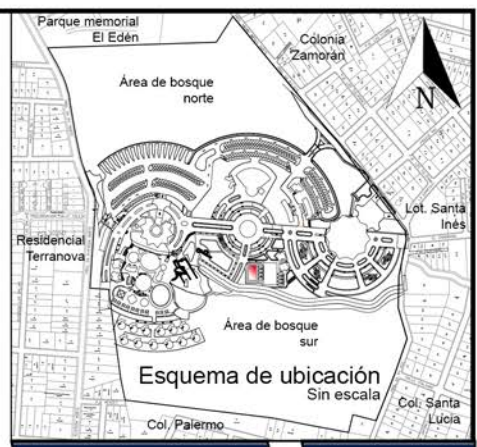 Parque memorial
El Edén
Colonia
Zamorán
Área de bosque
norte
N
Lot. Santa
Inés
Residencial
Terranova
Área de bosque
sur
Esquema de ubicación
Sin escala
Col. Santa
Lucia
Col. Palermo